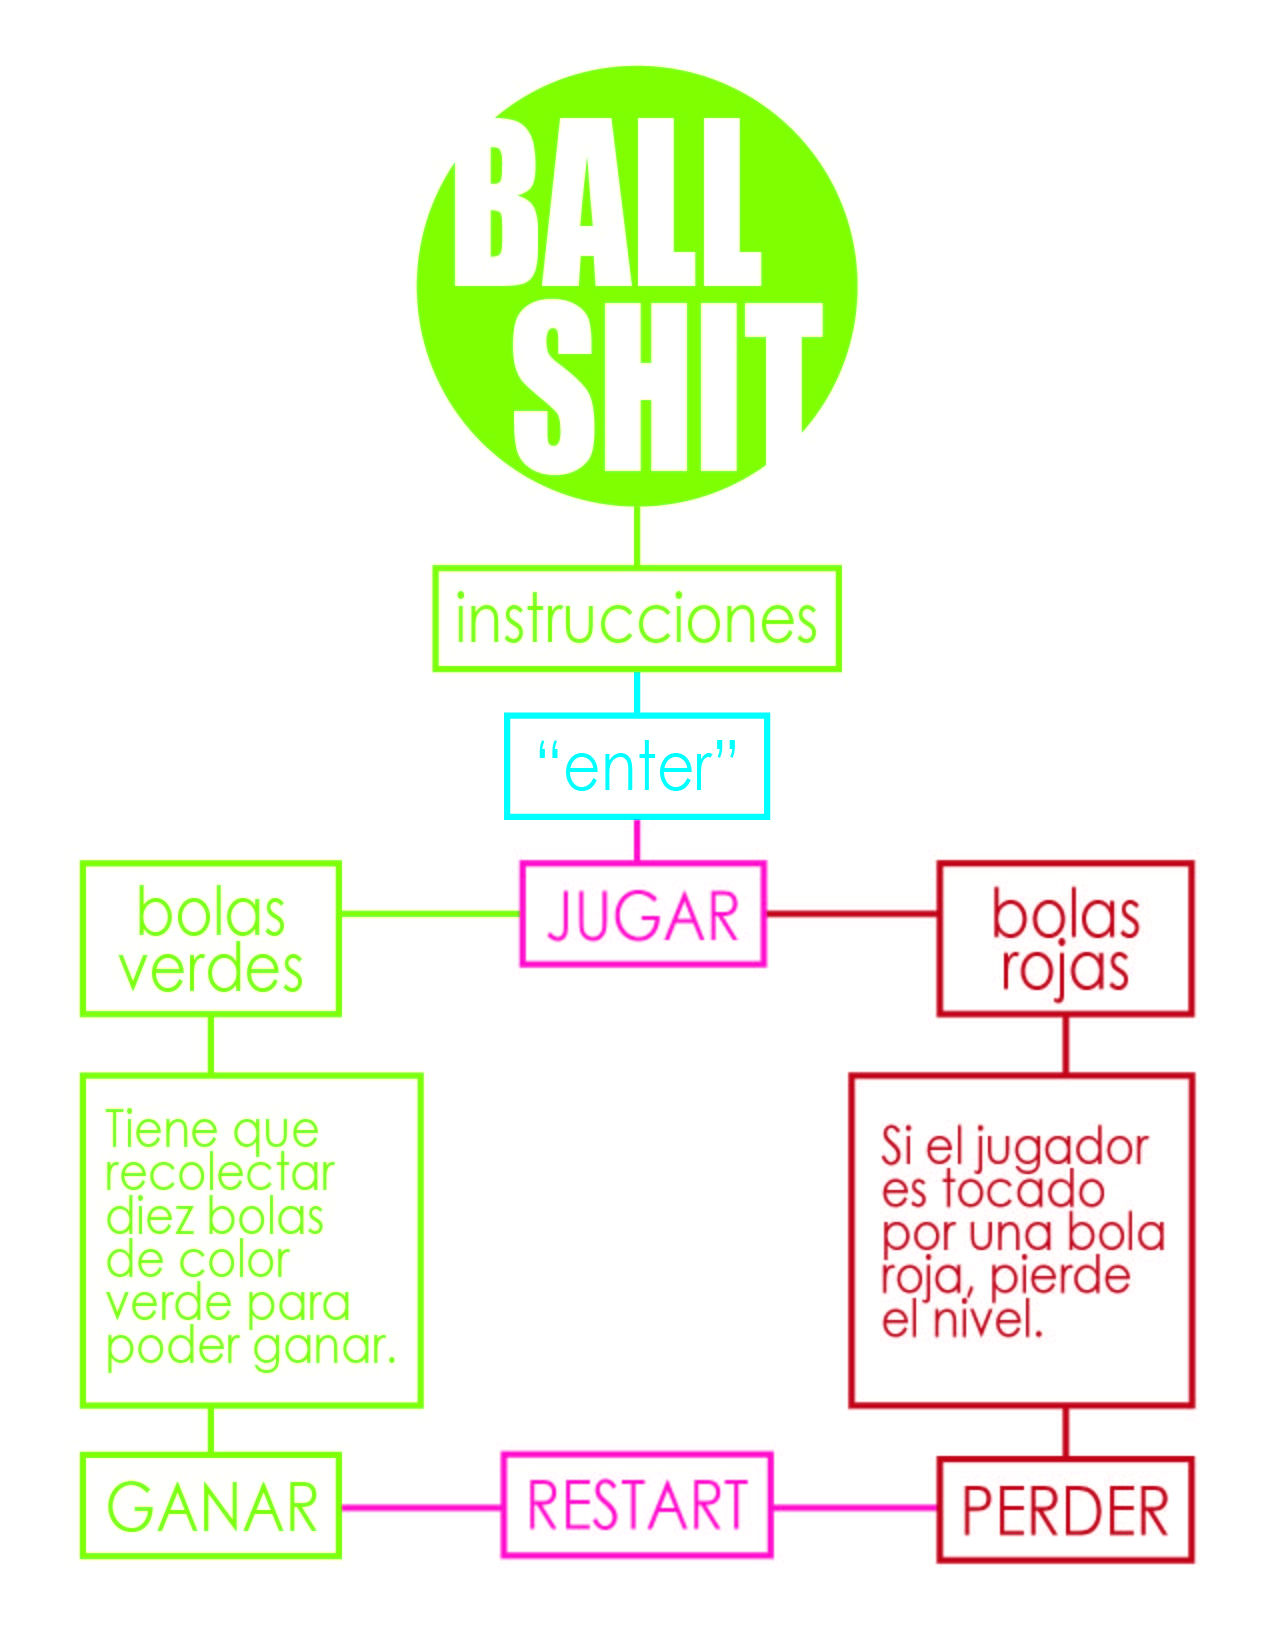 BALL
SHIT
instrucciones
“enter”
JUGAR
bolas
verdes
bolas
rojas
Tiene que
recolectar
diez bolas
de color
verde para
poder ganar.
Si el jugador
es tocado
por una bola
roja, pierde
el nivel.
GANAR
RESTART
PERDER